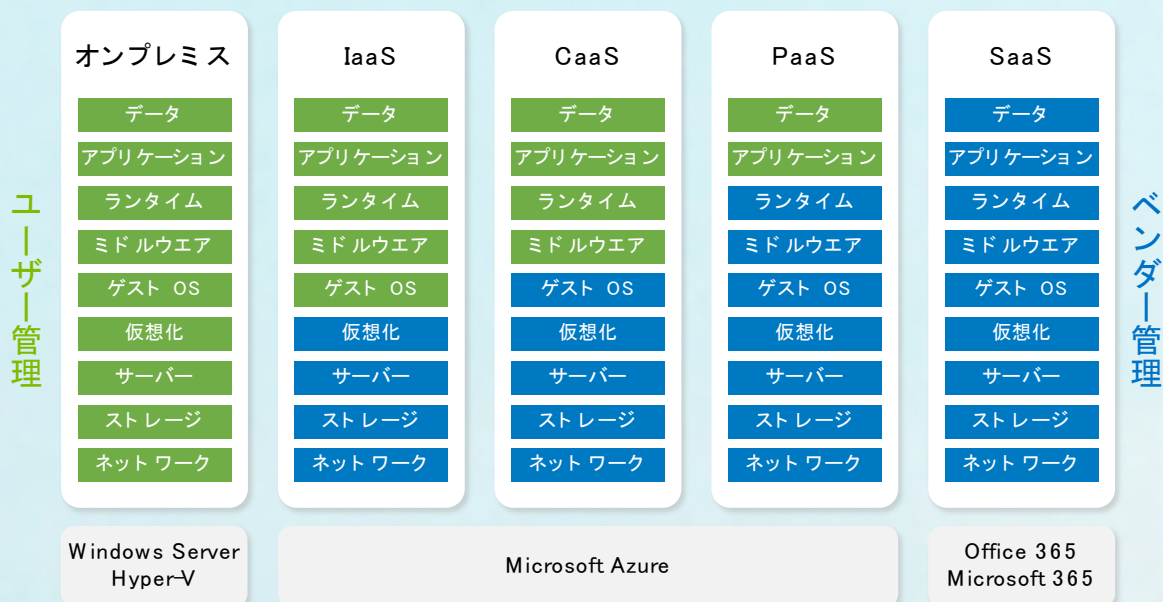 オンプレミス
データ
アプリケーション
ランタイム
ミドルウエア
ゲスト OS
仮想化
サーバー
ストレージ
ネットワーク
IaaS
データ
アプリケーション
ランタイム
ミドルウエア
ゲスト OS
仮想化
サーバー
ストレージ
ネットワーク
CaaS
データ
アプリケーション
ランタイム
ミドルウエア
ゲスト OS
仮想化
サーバー
ストレージ
ネットワーク
PaaS
データ
アプリケーション
ランタイム
ミドルウエア
ゲスト OS
仮想化
サーバー
ストレージ
ネットワーク
SaaS
データ
アプリケーション
ランタイム
ミドルウエア
ゲスト OS
仮想化
サーバー
ストレージ
ネットワーク
ユーザー管理
ベンダー管理
Windows Server
Hyper-V
Microsoft Azure
Office 365
Microsoft 365